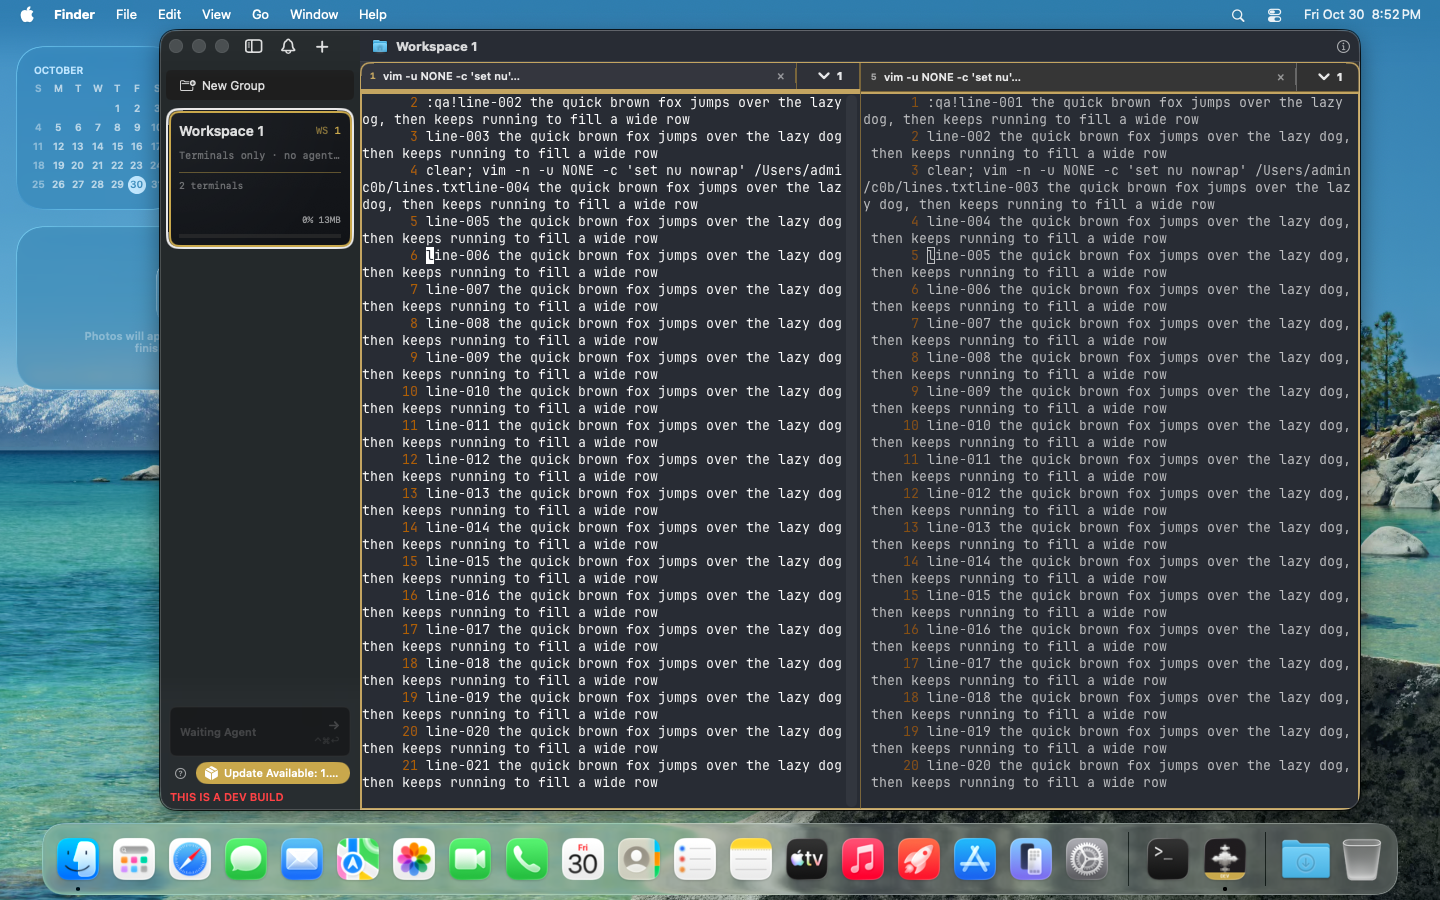 Finder File Edit View Go Window Help
Fri Oct 30 8:52 PM
OCTOBER
S M T W T F S
1 2 3
4 5 6 7 8 9
11 12 13 14 15 16
18 19 20 21 22 23
25 26 27 28 29 30
Photos will ap
finis
New Group
Workspace 1 WS 1
Terminals only · no agent…
2 terminals
0% 13MB
Waiting Agent
Update Available: 1.…
THIS IS A DEV BUILD
Workspace 1
1 vim -u NONE -c 'set nu'… × 1
2 :qa!line-002 the quick brown fox jumps over the lazy
og, then keeps running to fill a wide row
3 line-003 the quick brown fox jumps over the lazy dog
then keeps running to fill a wide row
4 clear; vim -n -u NONE -c 'set nu nowrap' /Users/admi
c0b/lines.txtline-004 the quick brown fox jumps over the laz
dog, then keeps running to fill a wide row
5 line-005 the quick brown fox jumps over the lazy dog
then keeps running to fill a wide row
6 line-006 the quick brown fox jumps over the lazy dog
then keeps running to fill a wide row
7 line-007 the quick brown fox jumps over the lazy dog
then keeps running to fill a wide row
8 line-008 the quick brown fox jumps over the lazy dog
then keeps running to fill a wide row
9 line-009 the quick brown fox jumps over the lazy dog
then keeps running to fill a wide row
10 line-010 the quick brown fox jumps over the lazy dog
then keeps running to fill a wide row
11 line-011 the quick brown fox jumps over the lazy dog
then keeps running to fill a wide row
12 line-012 the quick brown fox jumps over the lazy dog
then keeps running to fill a wide row
13 line-013 the quick brown fox jumps over the lazy dog
then keeps running to fill a wide row
14 line-014 the quick brown fox jumps over the lazy dog
then keeps running to fill a wide row
15 line-015 the quick brown fox jumps over the lazy dog
then keeps running to fill a wide row
16 line-016 the quick brown fox jumps over the lazy dog
then keeps running to fill a wide row
17 line-017 the quick brown fox jumps over the lazy dog
then keeps running to fill a wide row
18 line-018 the quick brown fox jumps over the lazy dog
then keeps running to fill a wide row
19 line-019 the quick brown fox jumps over the lazy dog
then keeps running to fill a wide row
20 line-020 the quick brown fox jumps over the lazy dog
then keeps running to fill a wide row
21 line-021 the quick brown fox jumps over the lazy dog
then keeps running to fill a wide row
5 vim -u NONE -c 'set nu'… × 1
1 :qa!line-001 the quick brown fox jumps over the lazy
dog, then keeps running to fill a wide row
2 line-002 the quick brown fox jumps over the lazy dog,
then keeps running to fill a wide row
3 clear; vim -n -u NONE -c 'set nu nowrap' /Users/admin
/c0b/lines.txtline-003 the quick brown fox jumps over the laz
y dog, then keeps running to fill a wide row
4 line-004 the quick brown fox jumps over the lazy dog,
then keeps running to fill a wide row
5 line-005 the quick brown fox jumps over the lazy dog,
then keeps running to fill a wide row
6 line-006 the quick brown fox jumps over the lazy dog,
then keeps running to fill a wide row
7 line-007 the quick brown fox jumps over the lazy dog,
then keeps running to fill a wide row
8 line-008 the quick brown fox jumps over the lazy dog,
then keeps running to fill a wide row
9 line-009 the quick brown fox jumps over the lazy dog,
then keeps running to fill a wide row
10 line-010 the quick brown fox jumps over the lazy dog,
then keeps running to fill a wide row
11 line-011 the quick brown fox jumps over the lazy dog,
then keeps running to fill a wide row
12 line-012 the quick brown fox jumps over the lazy dog,
then keeps running to fill a wide row
13 line-013 the quick brown fox jumps over the lazy dog,
then keeps running to fill a wide row
14 line-014 the quick brown fox jumps over the lazy dog,
then keeps running to fill a wide row
15 line-015 the quick brown fox jumps over the lazy dog,
then keeps running to fill a wide row
16 line-016 the quick brown fox jumps over the lazy dog,
then keeps running to fill a wide row
17 line-017 the quick brown fox jumps over the lazy dog,
then keeps running to fill a wide row
18 line-018 the quick brown fox jumps over the lazy dog,
then keeps running to fill a wide row
19 line-019 the quick brown fox jumps over the lazy dog,
then keeps running to fill a wide row
20 line-020 the quick brown fox jumps over the lazy dog,
then keeps running to fill a wide row
Fri
30
tv
DEV